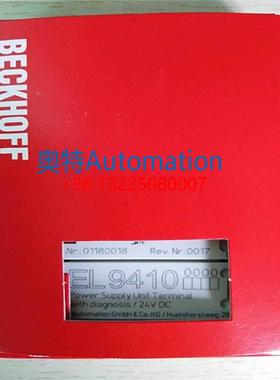 BECKHOFF
奥特Automation
+86 13225080007
Nr.:01180018 Rev.Nr.:0017
EL9410
Power Supply Unit Terminal
with diagnosis / 24V DC
Automation GmbH & Co. KG / Huelshorstweg 20